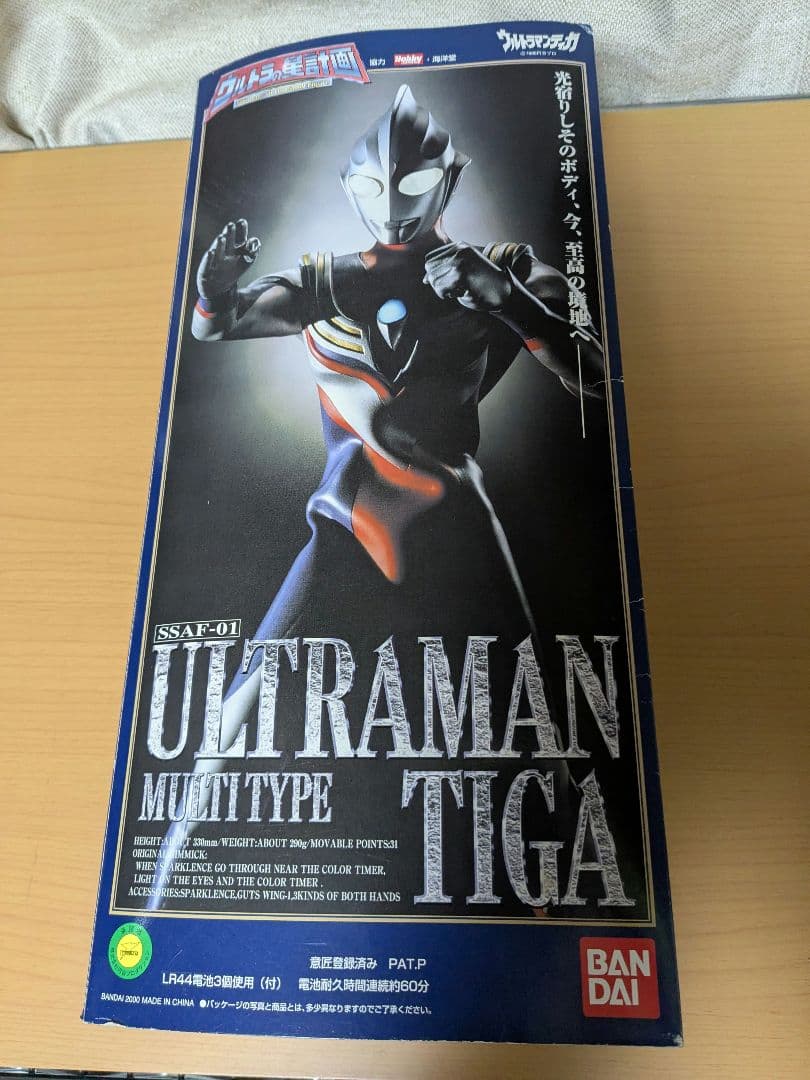 ウルトラの星計画
協力 Hobby ・海洋堂
ウルトラマンティガ
光宿りしそのボディ、今、至高の境地へ――
SSAF-01
ULTRAMAN
MULTITYPE TIGA
HEIGHT:ABOUT 330mm/WEIGHT:ABOUT 290g/MOVABLE POINTS:31
ORIGINAL GIMMICK:
WHEN SPARKLENCE GO THROUGH NEAR THE COLOR TIMER,
LIGHT ON THE EYES AND THE COLOR TIMER .
ACCESSORIES:SPARKLENCE,GUTS WING-1,3KINDS OF BOTH HANDS
意匠登録済み PAT.P
LR44電池3個使用(付) 電池耐久時間連続約60分
BANDAI 2000 MADE IN CHINA ●パッケージの写真と商品とは、多少異なりますのでご了承ください。
BAN
DAI